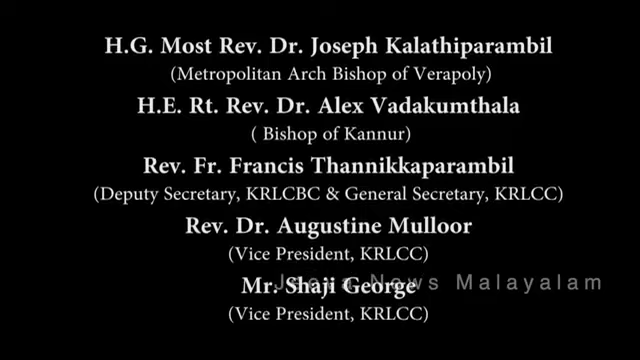 H.G. Most Rev. Dr. Joseph Kalathiparambil
(Metropolitan Arch Bishop of Verapoly)
H.E. Rt. Rev. Dr. Alex Vadakumthala
( Bishop of Kannur)
Rev. Fr. Francis Thannikkaparambil
(Deputy Secretary, KRLCBC & General Secretary, KRLCC)
Rev. Dr. Augustine Mulloor
(Vice President, KRLCC)
Mr. Shaji George
Jeeva News Malayalam
(Vice President, KRLCC)